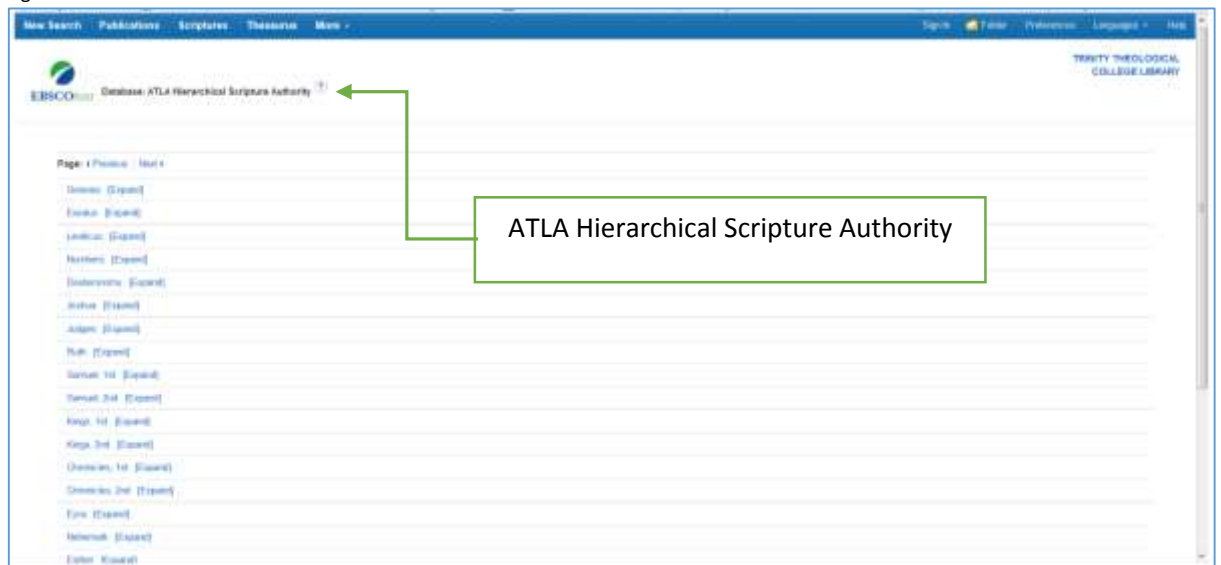 New Search Publications Scriptures Thesaurus More
Sign In Folder Preferences Languages Help
TRINITY THEOLOGICAL
COLLEGE LIBRARY
EBSCO Database: ATLA Hierarchical Scripture Authority ?
Page: Previous Next
Genesis [Expand]
Exodus [Expand]
ATLA Hierarchical Scripture Authority
Leviticus [Expand]
Numbers [Expand]
Deuteronomy [Expand]
Joshua [Expand]
Judges [Expand]
Ruth [Expand]
Samuel, 1st [Expand]
Samuel, 2nd [Expand]
Kings, 1st [Expand]
Kings, 2nd [Expand]
Chronicles, 1st [Expand]
Chronicles, 2nd [Expand]
Ezra [Expand]
Nehemiah [Expand]
Esther [Expand]